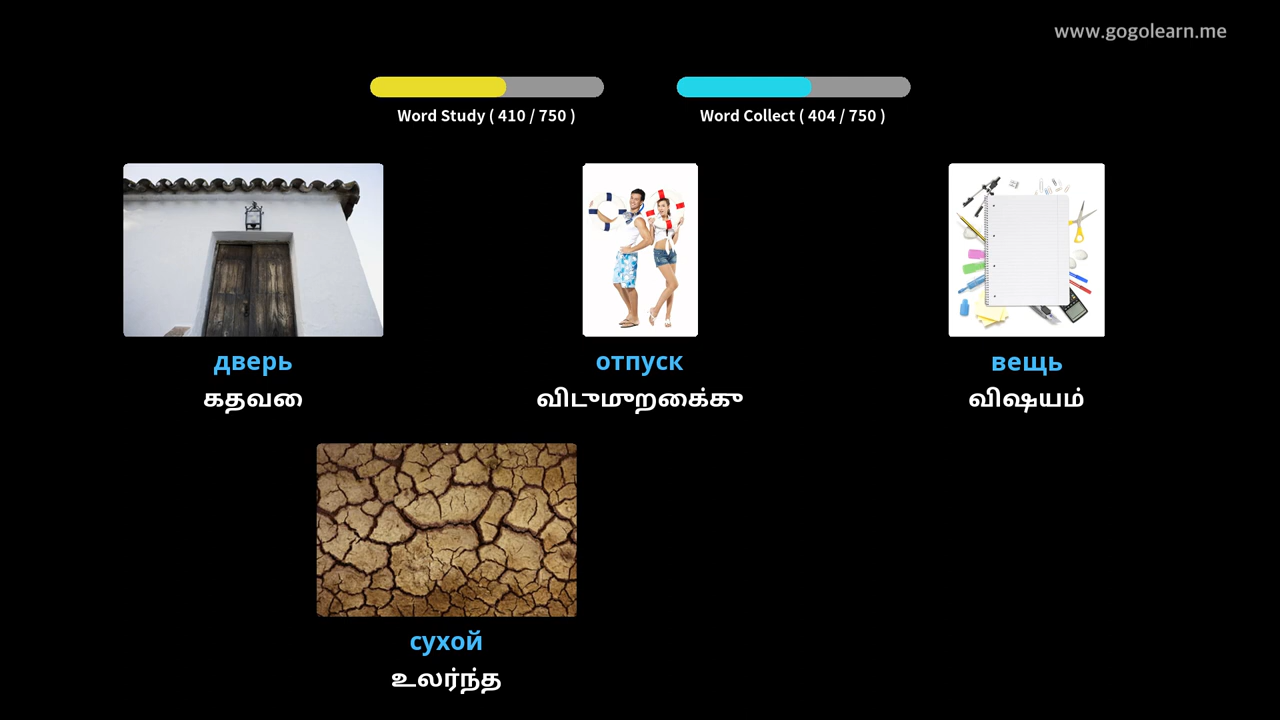 www.gogolearn.me
Word Study ( 410 / 750 )
Word Collect ( 404 / 750 )
дверь
отпуск
вещь
கதவை
விடுமுறைக்கு
விஷயம்
сухой
உலர்ந்த